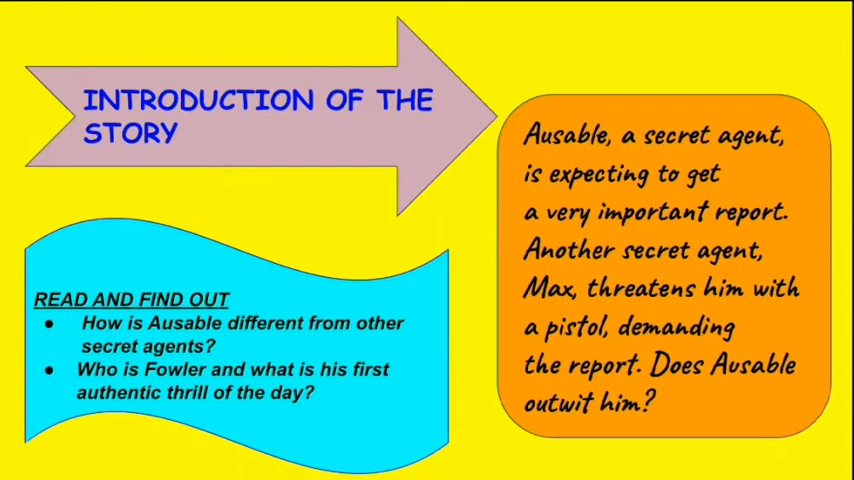 INTRODUCTION OF THE
STORY
Ausable, a secret agent,
is expecting to get
a very important report.
Another secret agent,
Max, threatens him with
a pistol, demanding
the report. Does Ausable
outwit him?
READ AND FIND OUT
● How is Ausable different from other
secret agents?
● Who is Fowler and what is his first
authentic thrill of the day?